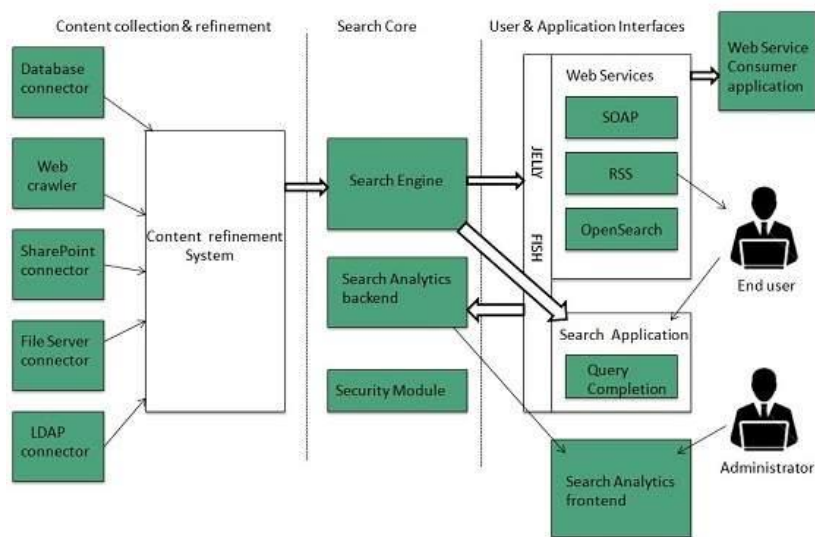 Content collection & refinement
Search Core
User & Application Interfaces
Database
connector
Web
crawler
SharePoint
connector
File Server
connector
LDAP
connector
Content refinement
System
Search Engine
Search Analytics
backend
Security Module
JELLY
FISH
Web Services
SOAP
RSS
OpenSearch
Search Application
Query
Completion
Search Analytics
frontend
Web Service
Consumer
application
End user
Administrator